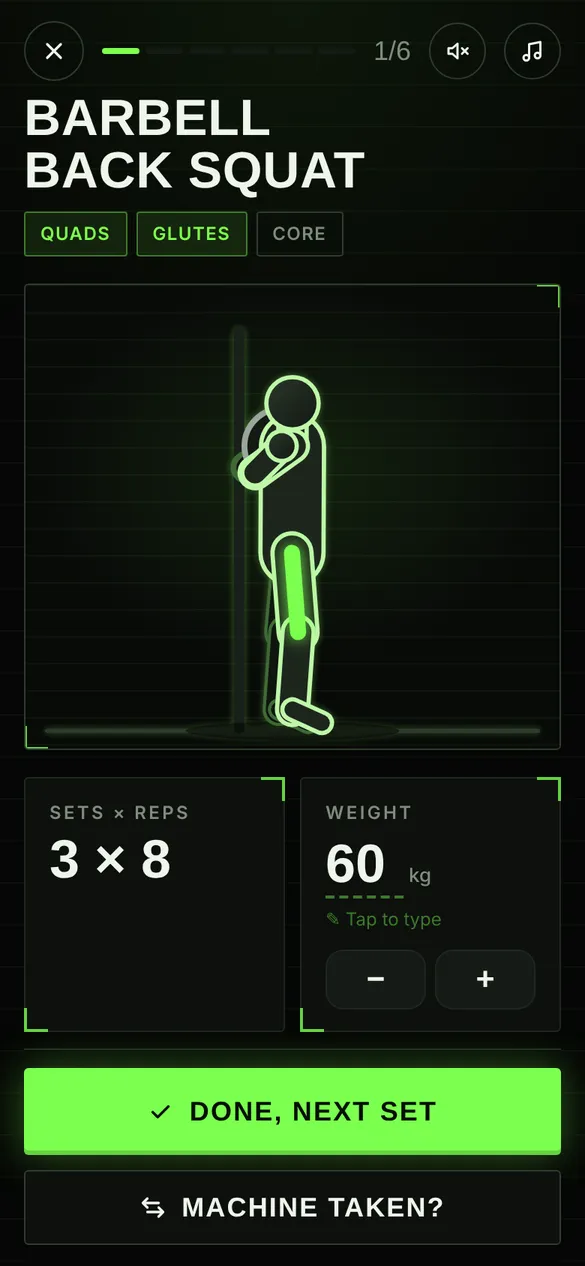 1/6
BARBELL
BACK SQUAT
QUADS
GLUTES
CORE
SETS × REPS
3 × 8
WEIGHT
60 kg
✎ Tap to type
− +
✓ DONE, NEXT SET
MACHINE TAKEN?